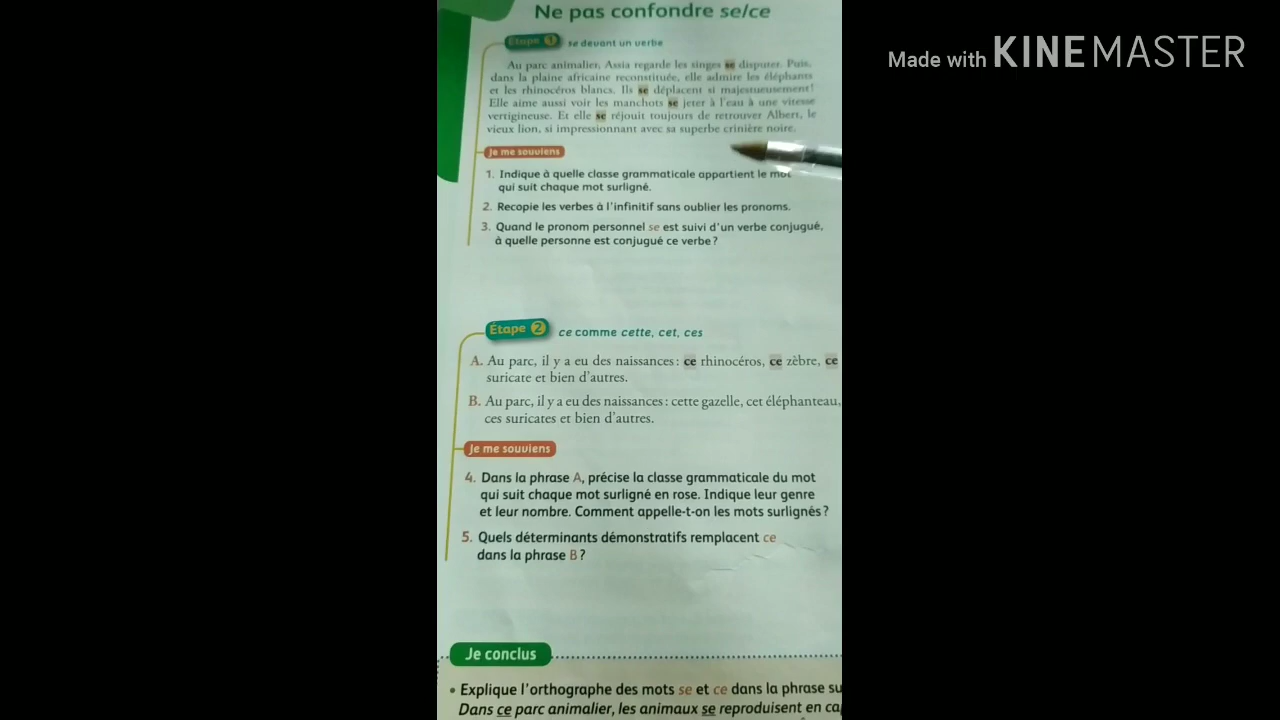 Made with KINEMASTER
Ne pas confondre se/ce
Étape 1 se devant un verbe
Au parc animalier, Assia regarde les singes se disputer. Puis,
dans la plaine africaine reconstituée, elle admire les éléphants
et les rhinocéros blancs. Ils se déplacent si majestueusement!
Elle aime aussi voir les manchots se jeter à l'eau à une vitesse
vertigineuse. Et elle se réjouit toujours de retrouver Albert, le
vieux lion, si impressionnant avec sa superbe crinière noire.
Je me souviens
1. Indique à quelle classe grammaticale appartient le mot
qui suit chaque mot surligné.
2. Recopie les verbes à l'infinitif sans oublier les pronoms.
3. Quand le pronom personnel se est suivi d'un verbe conjugué,
à quelle personne est conjugué ce verbe?
Étape 2 ce comme cette, cet, ces
A. Au parc, il y a eu des naissances: ce rhinocéros, ce zèbre, ce
suricate et bien d'autres.
B. Au parc, il y a eu des naissances: cette gazelle, cet éléphanteau,
ces suricates et bien d'autres.
Je me souviens
4. Dans la phrase A, précise la classe grammaticale du mot
qui suit chaque mot surligné en rose. Indique leur genre
et leur nombre. Comment appelle-t-on les mots surlignés?
5. Quels déterminants démonstratifs remplacent ce
dans la phrase B?
Je conclus
• Explique l'orthographe des mots se et ce dans la phrase su
Dans ce parc animalier, les animaux se reproduisent en ca